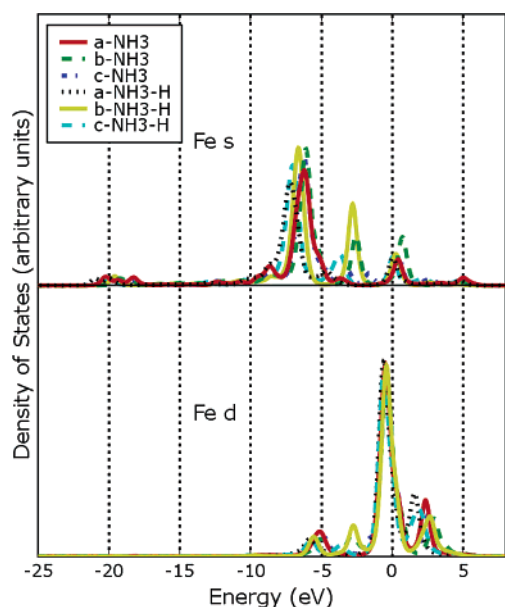 a-NH3
b-NH3
c-NH3
a-NH3-H
b-NH3-H
c-NH3-H
Fe s
Fe d
Density of States (arbitrary units)
-25 -20 -15 -10 -5 0 5
Energy (eV)